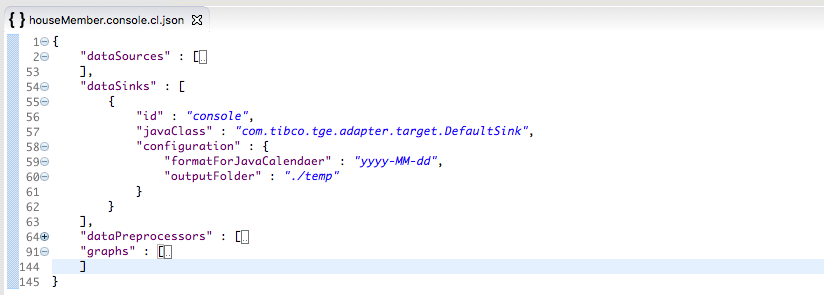 { } houseMember.console.cl.json
1 {
2 "dataSources" : [..
53 ],
54 "dataSinks" : [
55 {
56 "id" : "console",
57 "javaClass" : "com.tibco.tge.adapter.target.DefaultSink",
58 "configuration" : {
59 "formatForJavaCalendaer" : "yyyy-MM-dd",
60 "outputFolder" : "./temp"
61 }
62 }
63 ],
64 "dataPreprocessors" : [..
91 "graphs" : [..
144 ]
145 }